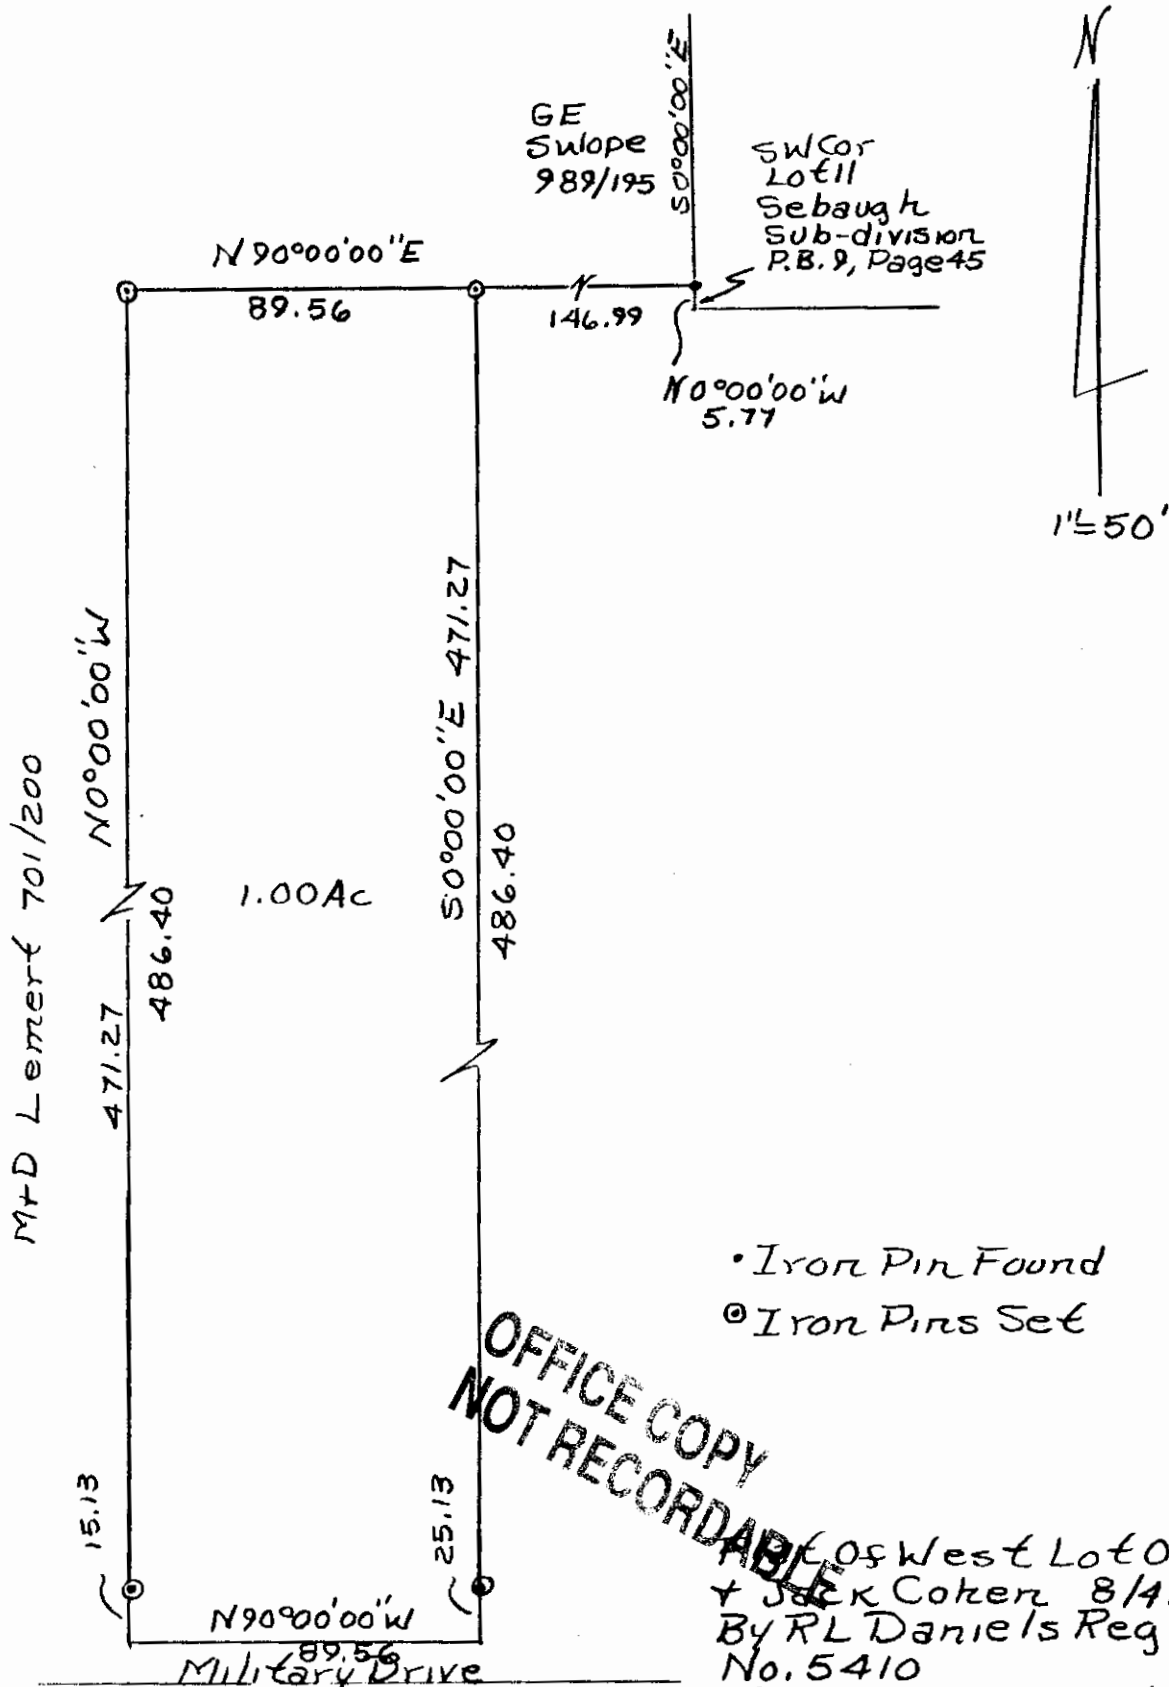 N
S0°00'00"E
GE
Swope
989/195
SW Cor
Lot 11
Sebaugh
Sub-division
P.B. 9, Page 45
N 90°00'00"E
89.56
146.99
N0°00'00"W
5.77
1"=50'
N0°00'00"W
S0°00'00"E 471.27
M+D Lemert 701/200
486.40
1.00 Ac
486.40
471.27
• Iron Pin Found
Iron Pins Set
OFFICE COPY
NOT RECORDABLE
15.13
25.13
N90°00'00"W
89.56
Military Drive
Of West Lot O
+ Jack Cohen 8/4
By RL Daniels Reg
No. 5410